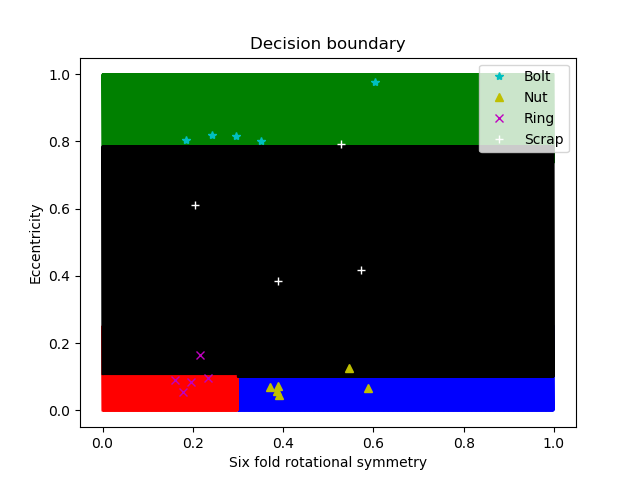 Decision boundary
Bolt
Nut
Ring
Scrap
1.0
0.8
0.6
0.4
0.2
0.0
Eccentricity
0.0 0.2 0.4 0.6 0.8 1.0
Six fold rotational symmetry